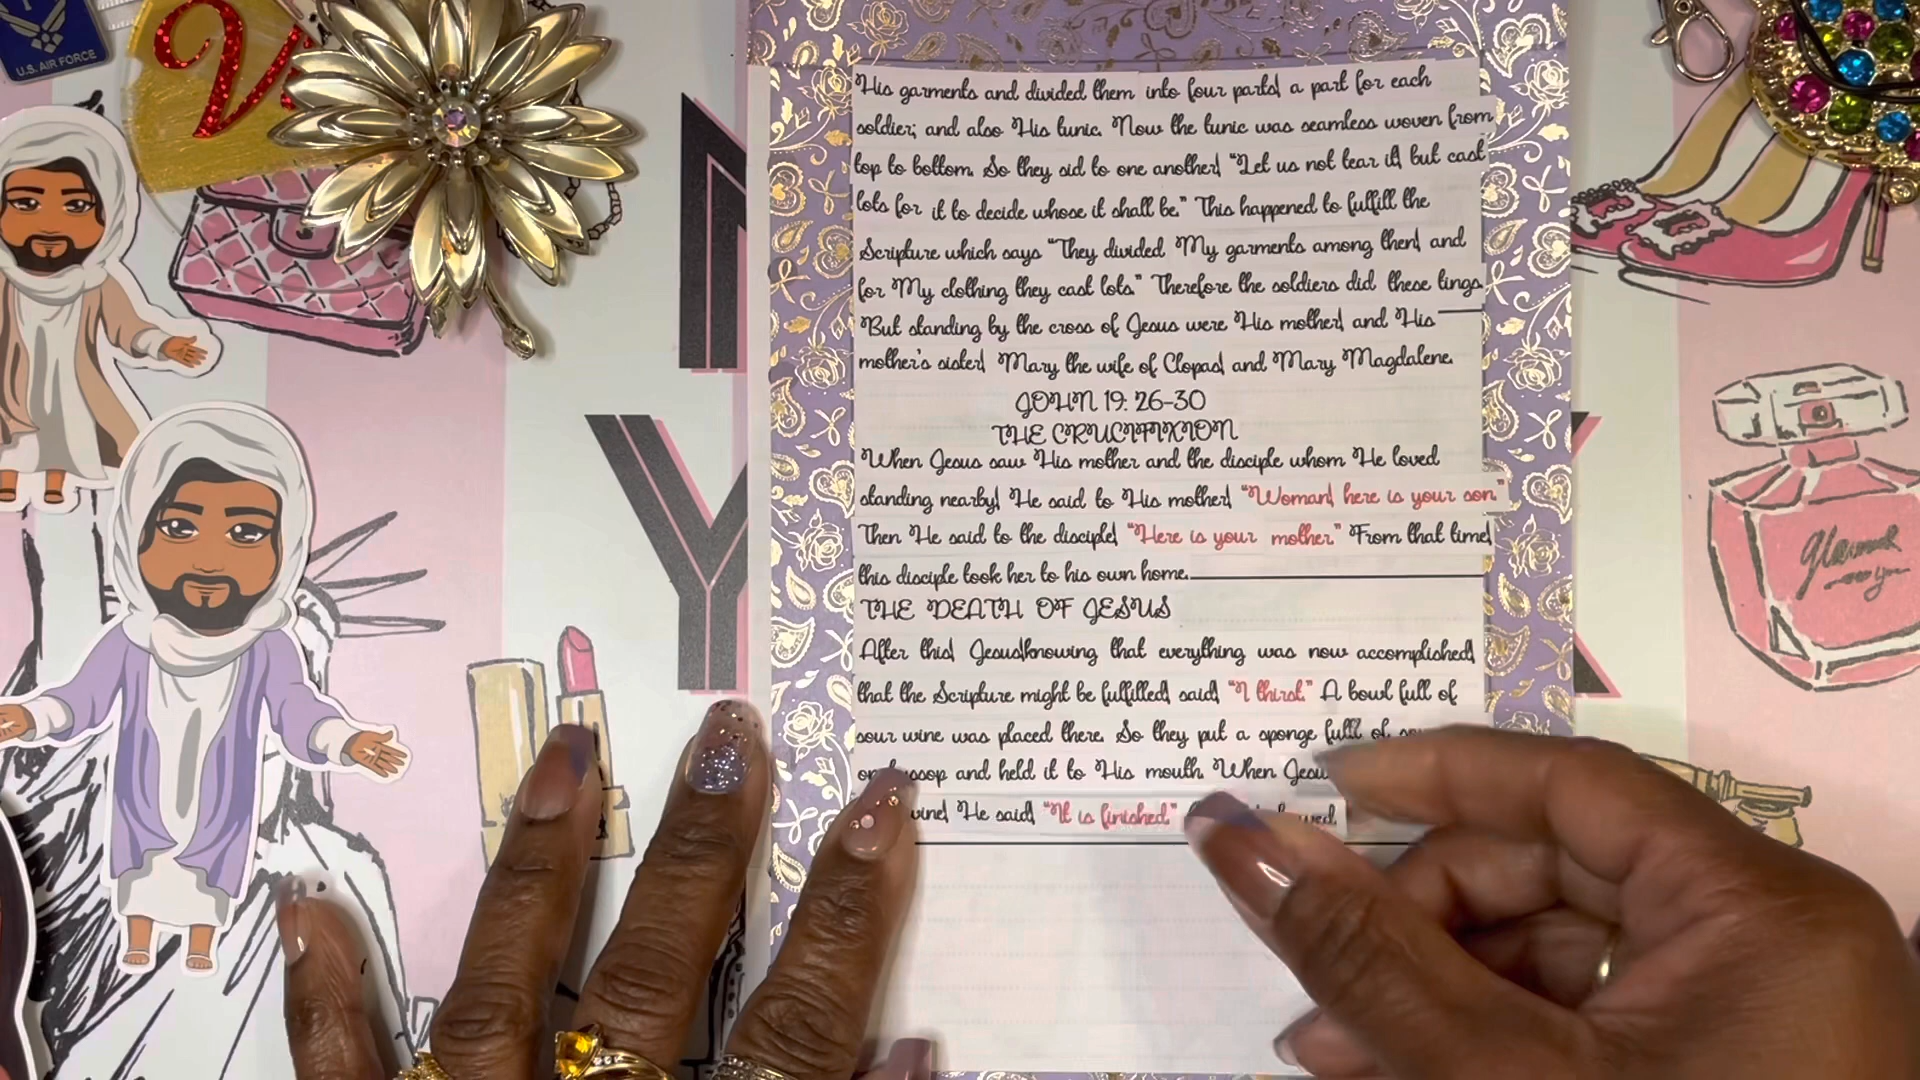 U.S. AIR FORCE
His garments and divided them into four parts, a part for each
soldier; and also His tunic. Now the tunic was seamless woven from
top to bottom. So they sid to one another, "Let us not tear it, but cast
lots for it to decide whose it shall be." This happened to fulfill the
Scripture which says "They divided My garments among them, and
for My clothing they cast lots." Therefore the soldiers did these tings.
But standing by the cross of Jesus were His mother, and His
mother's sister, Mary the wife of Clopas, and Mary Magdalene.
JOHN 19: 26-30
THE CRUCIFIXION
When Jesus saw His mother and the disciple whom He loved
standing nearby, He said to His mother, "Woman, here is your son."
Then He said to the disciple, "Here is your mother." From that time,
this disciple took her to his own home.
THE DEATH OF JESUS
After this, Jesus, knowing that everything was now accomplished,
that the Scripture might be fulfilled, said, "I thirst." A bowl full of
sour wine was placed there. So they put a sponge full of
and held it to His mouth. When Jesus
wine, He said, "It is finished."
N
Y
glamour